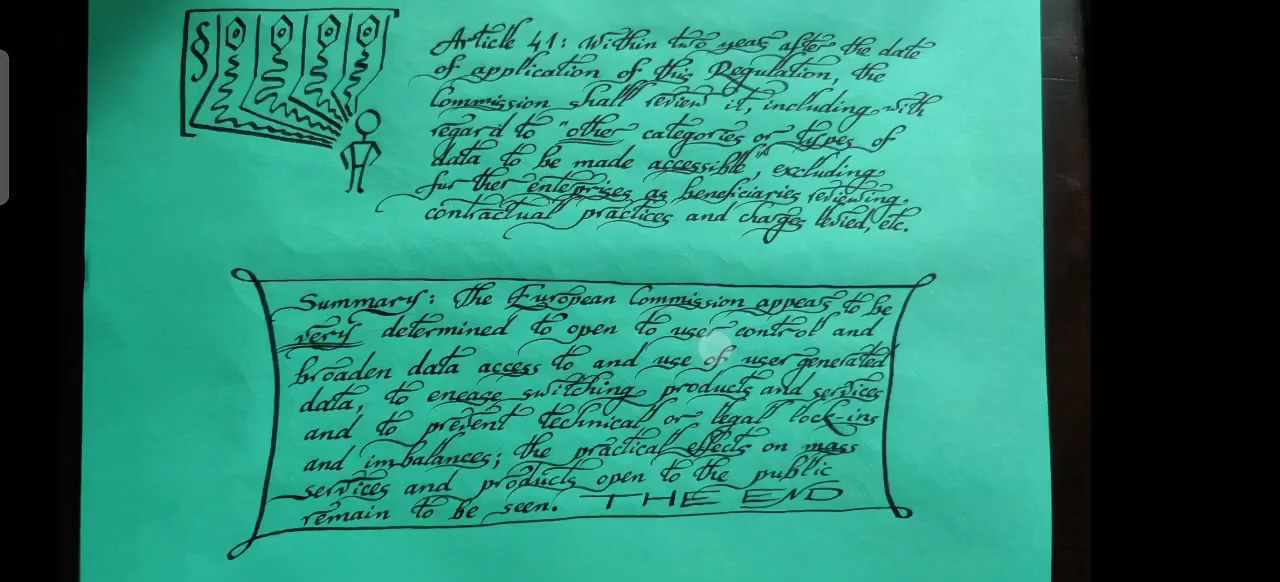 §
Article 41: Within two years after the date
of application of this Regulation, the
Commission shall review it, including with
regard to "other categories or types of
data to be made accessible", excluding
further enterprises as beneficiaries reviewing
contractual practices and charges levied, etc.
Summary: The European Commission appears to be
very determined to open to user control and
broaden data access to and use of user generated
data, to enease switching products and services
and to prevent technical or legal lock-ins
and imbalances; the practical effects on mass
services and products open to the public
remain to be seen. THE END